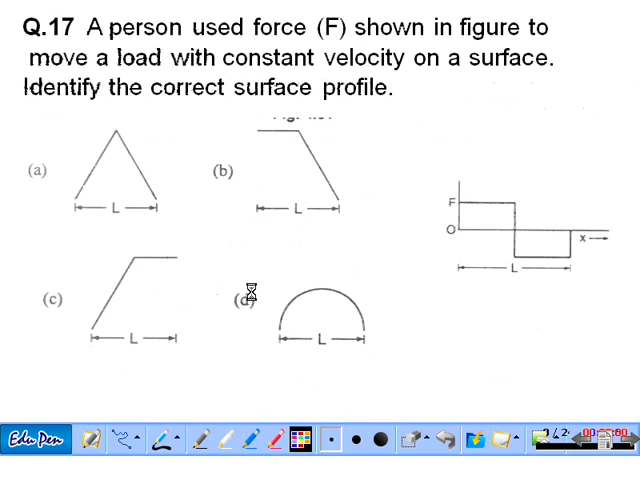 Q.17 A person used force (F) shown in figure to
move a load with constant velocity on a surface.
Identify the correct surface profile.
(a)
L
(b)
L
F
O
x
L
(c)
L
(d)
L
Edu Pen